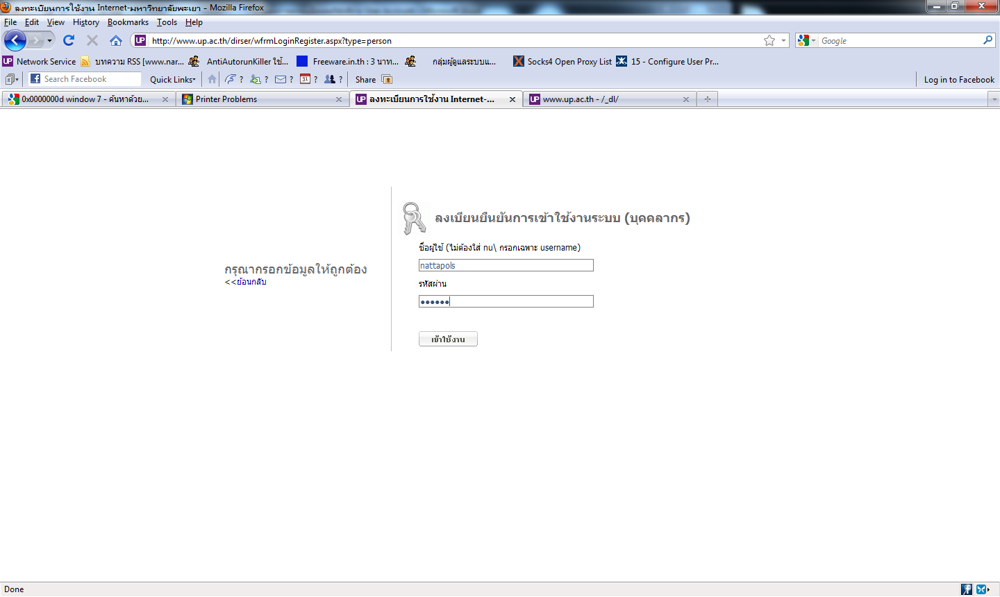 ลงทะเบียนการใช้งาน Internet-มหาวิทยาลัยพะเยา - Mozilla Firefox
File Edit View History Bookmarks Tools Help
http://www.up.ac.th/dirser/wfrmLoginRegister.aspx?type=person
Google
UP Network Service บทความ RSS [www.nar... AntiAutorunKiller ใช้... Freeware.in.th : 3 นาท... กลุ่มผู้ดูแลระบบแ... Socks4 Open Proxy List 15 - Configure User Pr...
Search Facebook Quick Links ? ? ? 31 ? ? Share Log in to Facebook
0x0000000d window 7 - ค้นหาด้วย... Printer Problems UP ลงทะเบียนการใช้งาน Internet-... UP www.up.ac.th - /_dl/
ลงเบียนยืนยันการเข้าใช้งานระบบ (บุคคลากร)
ชื่อผู้ใช้ (ไม่ต้องใส่ nu\ กรอกเฉพาะ username)
nattapols
กรุณากรอกข้อมูลให้ถูกต้อง
<<ย้อนกลับ
รหัสผ่าน
••••••
เข้าใช้งาน
Done